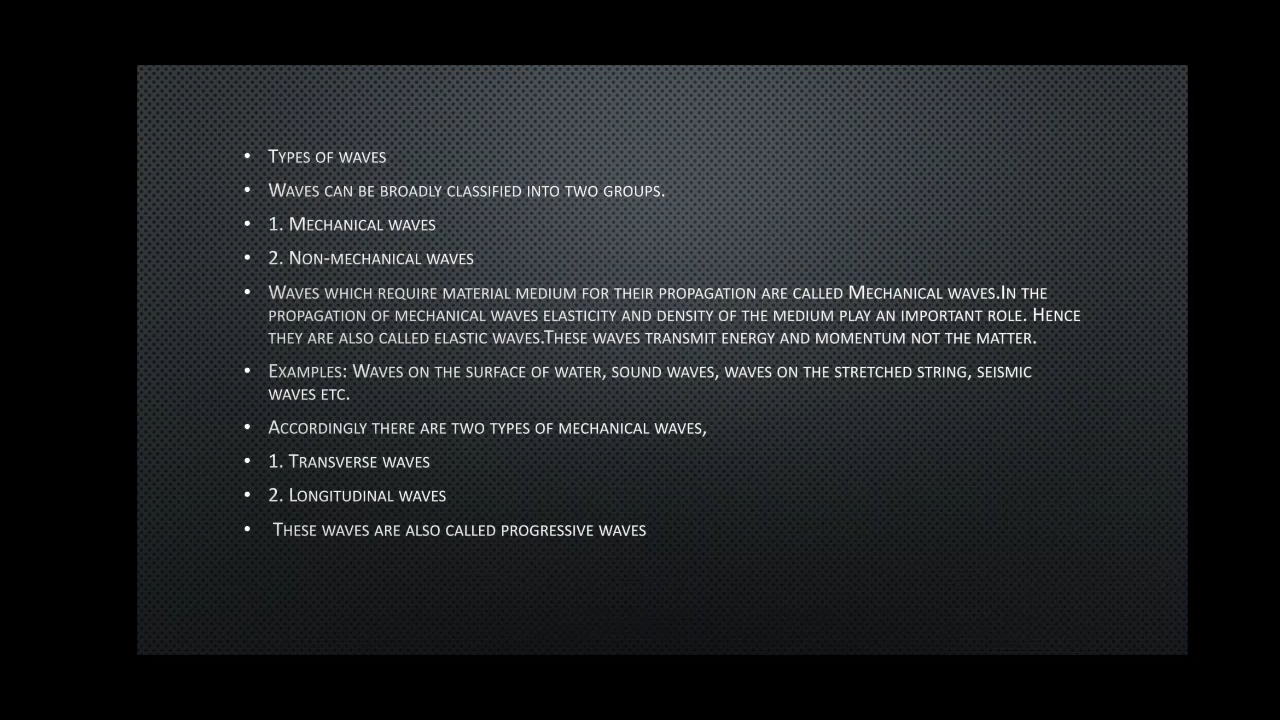 • Types of waves
• Waves can be broadly classified into two groups.
• 1. Mechanical waves
• 2. Non-mechanical waves
• Waves which require material medium for their propagation are called Mechanical waves.In the
propagation of mechanical waves elasticity and density of the medium play an important role. Hence
they are also called elastic waves.These waves transmit energy and momentum not the matter.
• Examples: Waves on the surface of water, sound waves, waves on the stretched string, seismic
waves etc.
• Accordingly there are two types of mechanical waves,
• 1. Transverse waves
• 2. Longitudinal waves
• These waves are also called progressive waves